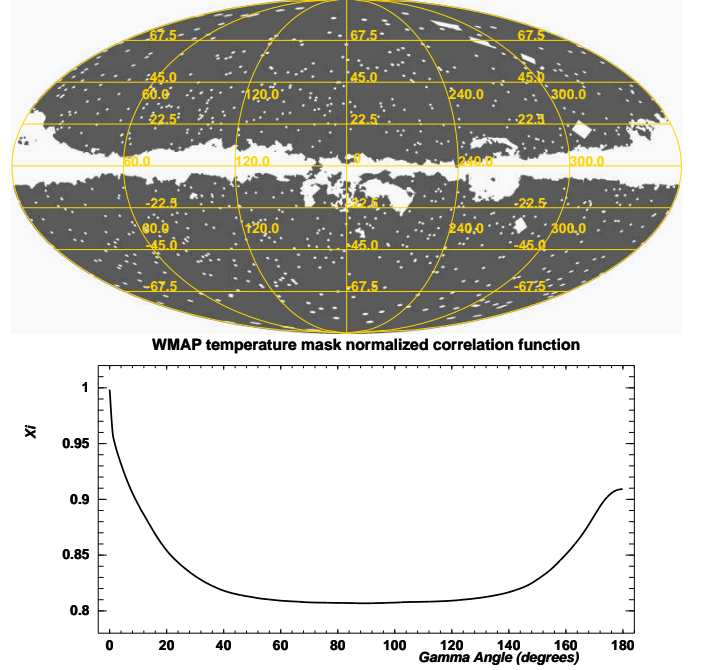 67.5 67.5
45.0 45.0 45.0
60.0 120.0 240.0 300.0
22.5 22.5 22.5
60.0 120.0 0 240.0 300.0
-22.5 -22.5 -22.5
60.0 120.0 240.0 300.0
-45.0 -45.0 -45.0
-67.5 -67.5 -67.5
WMAP temperature mask normalized correlation function
1
Xi
0.95
0.9
0.85
0.8
0 20 40 60 80 100 120 140 160 180
Gamma Angle (degrees)